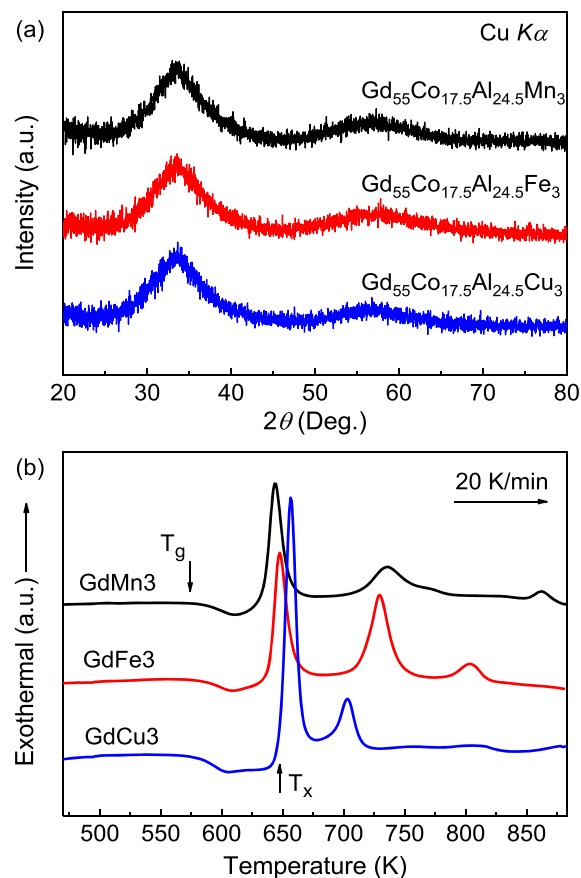 (a)
Cu Kα
Gd55Co17.5Al24.5Mn3
Gd55Co17.5Al24.5Fe3
Gd55Co17.5Al24.5Cu3
Intensity (a.u.)
20 30 40 50 60 70 80
2θ (Deg.)
(b)
20 K/min
Tg
GdMn3
GdFe3
GdCu3
Tx
Exothermal (a.u.)
500 550 600 650 700 750 800 850
Temperature (K)